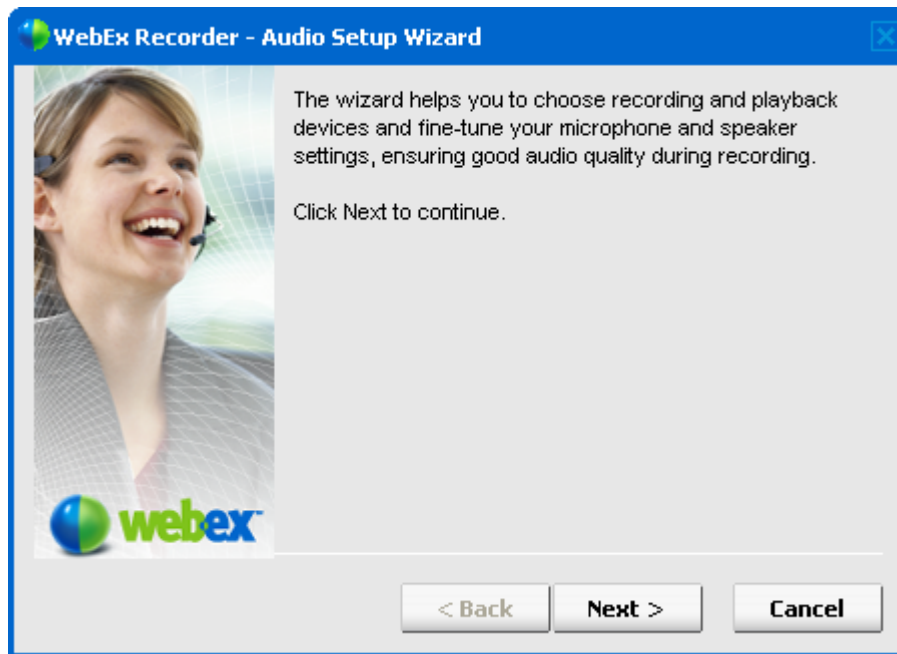 WebEx Recorder - Audio Setup Wizard
The wizard helps you to choose recording and playback
devices and fine-tune your microphone and speaker
settings, ensuring good audio quality during recording.
Click Next to continue.
webex™
< Back
Next >
Cancel